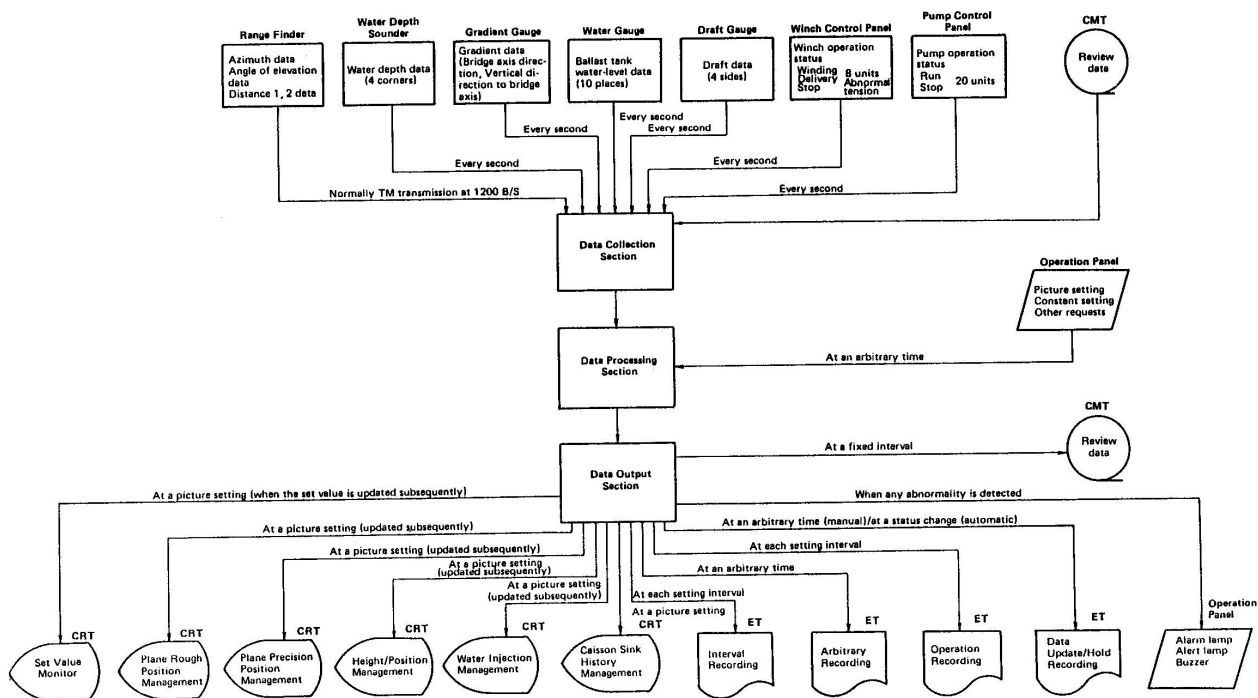 Range Finder
Azimuth data
Angle of elevation
data
Distance 1, 2 data
Water Depth
Sounder
Water depth data
(4 corners)
Gradient Gauge
Gradient data
(Bridge axis direc-
tion, Vertical di-
rection to bridge
axis)
Water Gauge
Ballast tank
water-level data
(10 places)
Draft Gauge
Draft data
(4 sides)
Winch Control Panel
Winch operation
status
Winding
Delivery
Stop
8 units
Abnormal
tension
Pump Control
Panel
Pump operation
status
Run
Stop
20 units
CMT
Review
data
Every second
Every second
Every second
Every second
Every second
Every second
Normally TM transmission at 1200 B/S
Data Collection
Section
Operation Panel
Picture setting
Constant setting
Other requests
At an arbitrary time
Data Processing
Section
CMT
Review
data
At a fixed interval
Data Output
Section
At a picture setting (when the set value is updated subsequently)
When any abnormality is detected
At a picture setting (updated subsequently)
At an arbitrary time (manual)/at a status change (automatic)
At a picture setting (updated subsequently)
At each setting interval
At a picture setting
(updated subsequently)
At an arbitrary time
At a picture setting
(updated subsequently)
At each setting interval
At a picture setting
CRT
Set Value
Monitor
CRT
Plane Rough
Position
Management
CRT
Plane Precision
Position
Management
CRT
Height/Position
Management
CRT
Water Injection
Management
CRT
Caisson Sink
History
Management
ET
Interval
Recording
ET
Arbitrary
Recording
ET
Operation
Recording
ET
Data
Update/Hold
Recording
Operation
Panel
Alarm lamp
Alert lamp
Buzzer